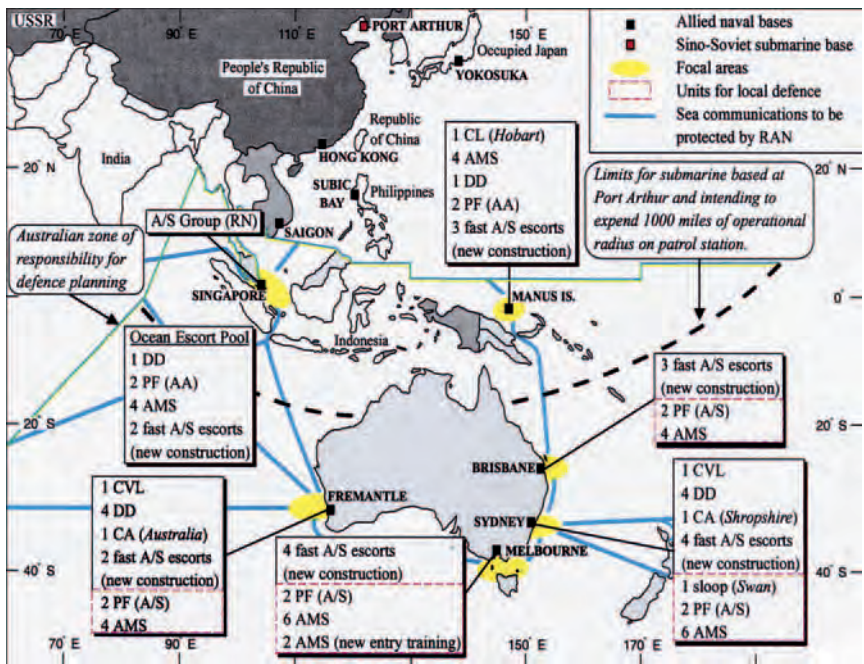 70° E
90° E
110° E
130° E
150° E
170° E
USSR
PORT ARTHUR
Occupied Japan
YOKOSUKA
People's Republic
of China
Republic
of China
HONG KONG
India
20° N
20° N
SUBIC
BAY
Philippines
SAIGON
A/S Group (RN)
Allied naval bases
Sino-Soviet submarine base
Focal areas
Units for local defence
Sea communications to be
protected by RAN
1 CL (Hobart)
4 AMS
1 DD
2 PF (AA)
3 fast A/S escorts
(new construction)
Limits for submarine based at
Port Arthur and intending to
expend 1000 miles of operational
radius on patrol station.
Australian zone of
responsibility for
defence planning
SINGAPORE
MANUS IS.
0°
Indonesia
Ocean Escort Pool
1 DD
2 PF (AA)
4 AMS
2 fast A/S escorts
(new construction)
3 fast A/S escorts
(new construction)
2 PF (A/S)
4 AMS
20° S
20° S
BRISBANE
FREMANTLE
SYDNEY
MELBOURNE
1 CVL
4 DD
1 CA (Australia)
2 fast A/S escorts
(new construction)
2 PF (A/S)
4 AMS
4 fast A/S escorts
(new construction)
2 PF (A/S)
6 AMS
2 AMS (new entry training)
1 CVL
4 DD
1 CA (Shropshire)
4 fast A/S escorts
(new construction)
1 sloop (Swan)
2 PF (A/S)
6 AMS
40° S
40° S
70° E
90° E
150° E
170° E